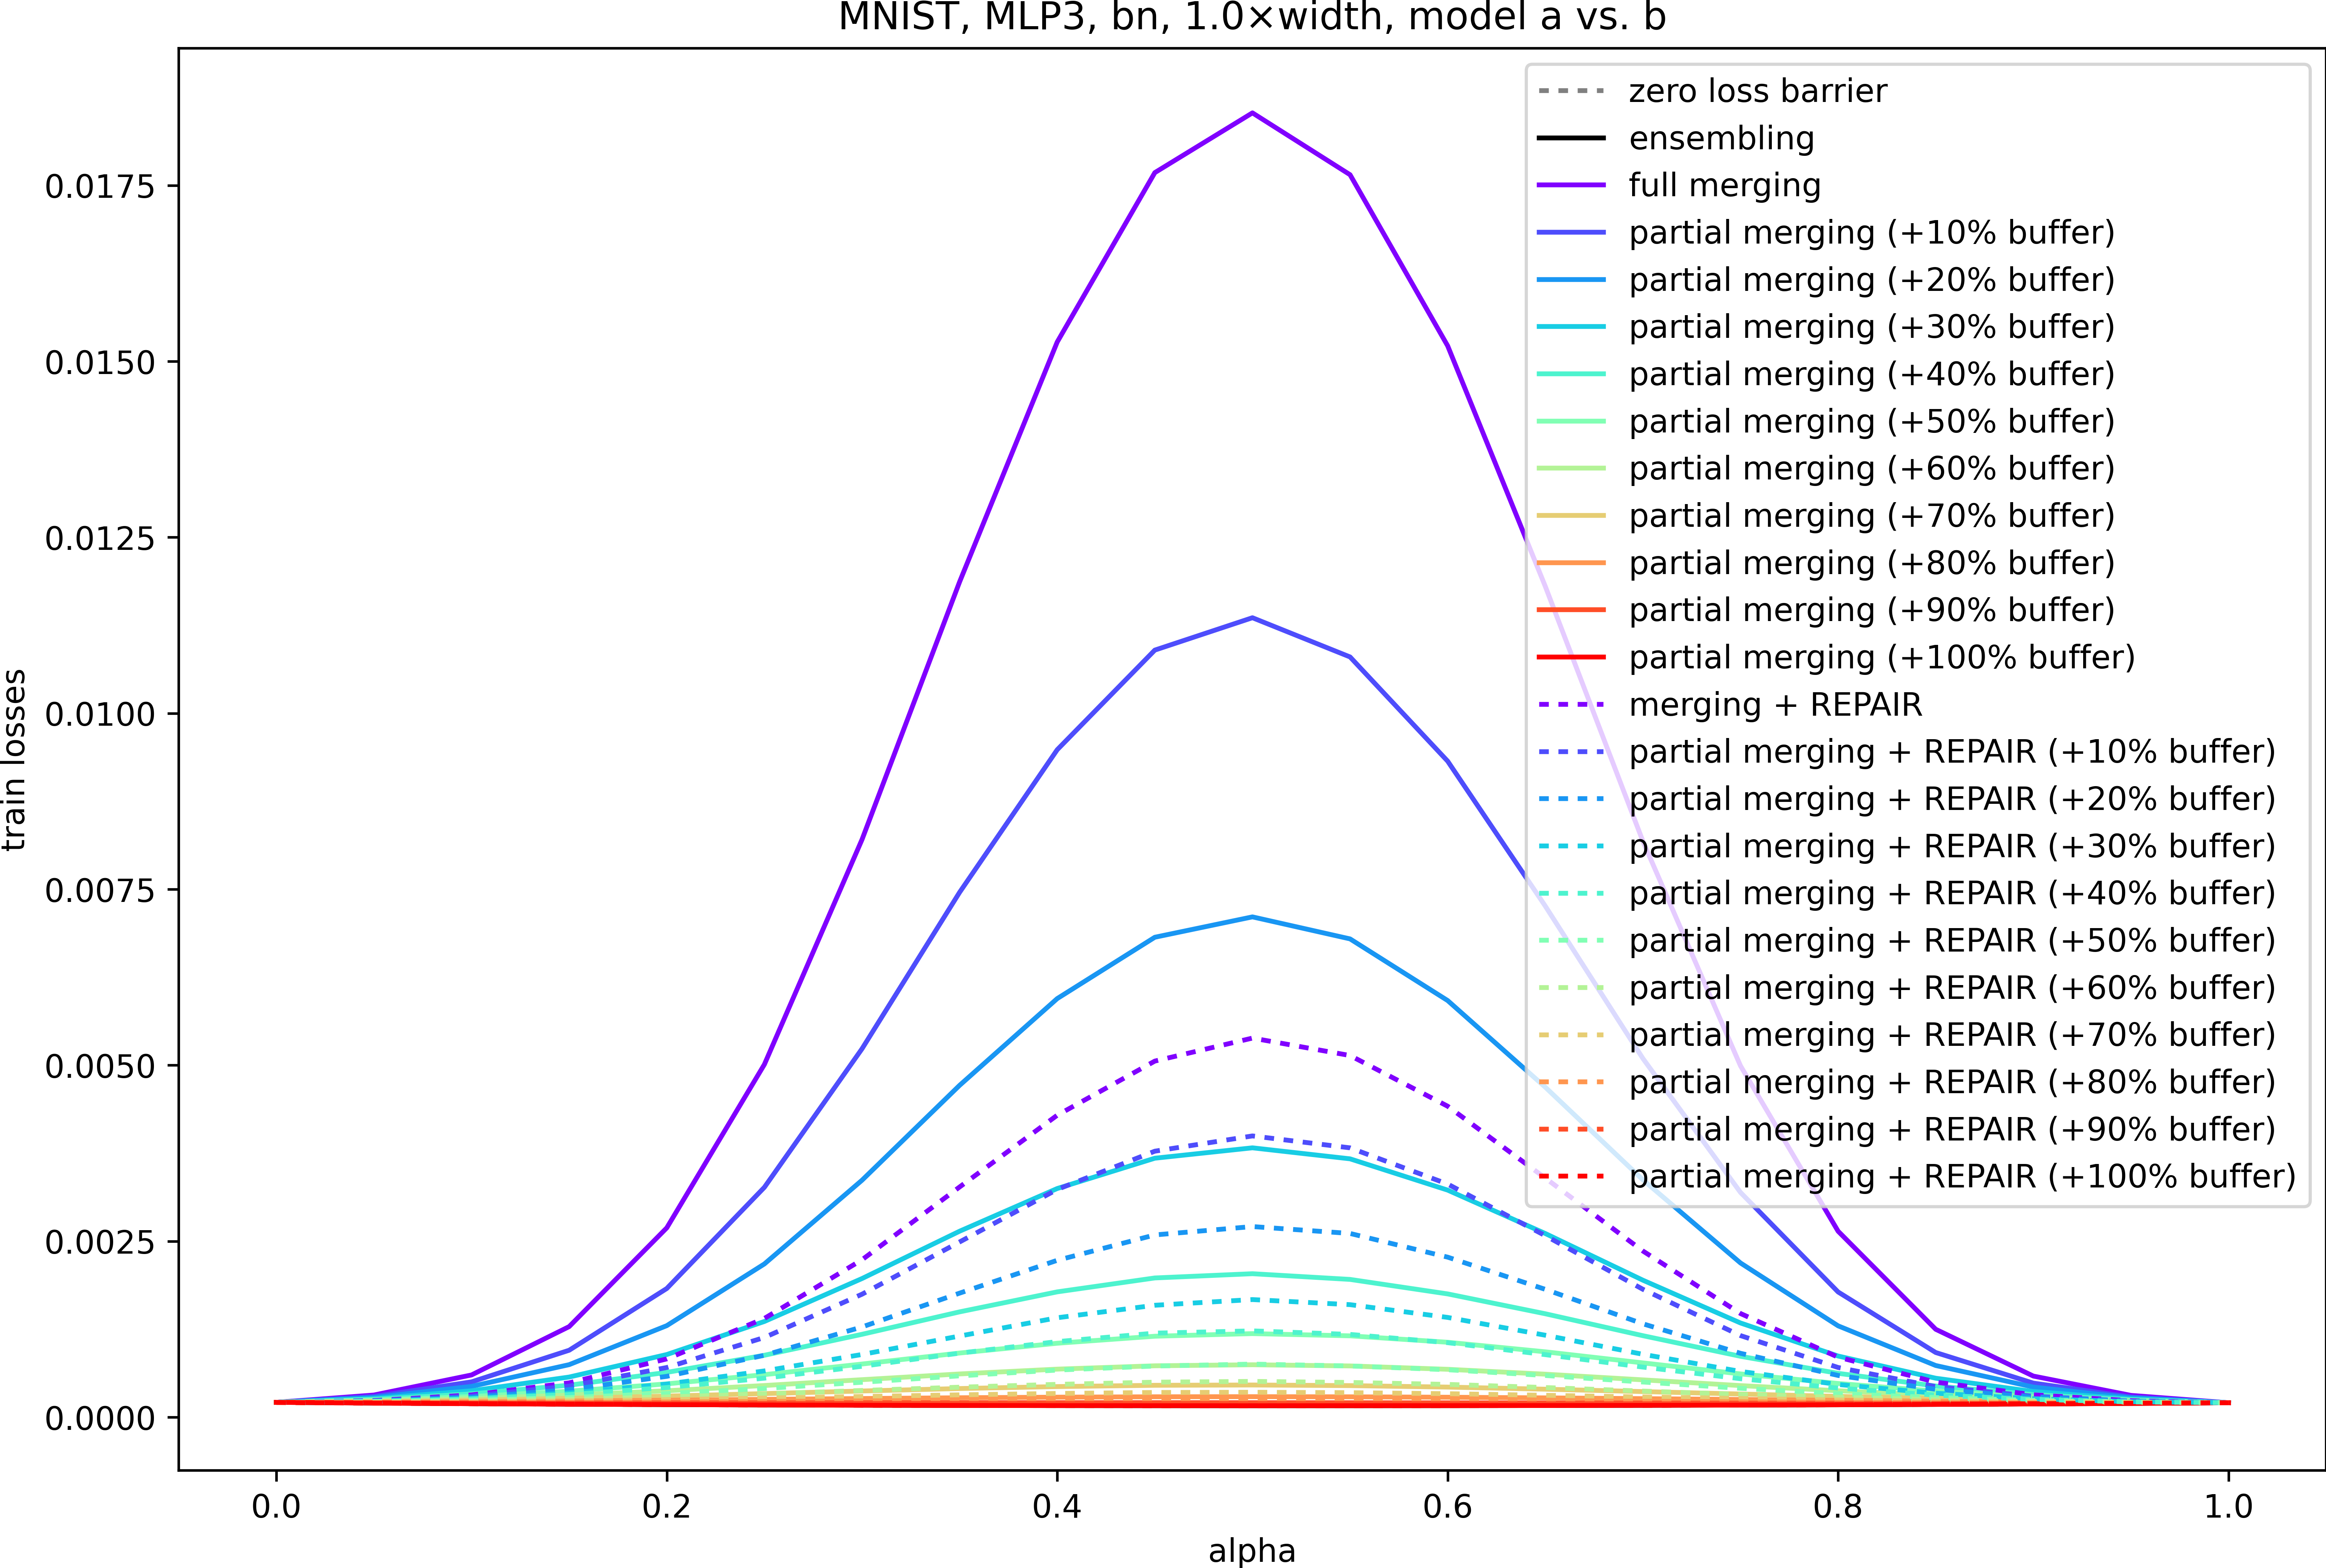 MNIST, MLP3, bn, 1.0×width, model a vs. b
zero loss barrier
ensembling
full merging
partial merging (+10% buffer)
partial merging (+20% buffer)
partial merging (+30% buffer)
partial merging (+40% buffer)
partial merging (+50% buffer)
partial merging (+60% buffer)
partial merging (+70% buffer)
partial merging (+80% buffer)
partial merging (+90% buffer)
partial merging (+100% buffer)
merging + REPAIR
partial merging + REPAIR (+10% buffer)
partial merging + REPAIR (+20% buffer)
partial merging + REPAIR (+30% buffer)
partial merging + REPAIR (+40% buffer)
partial merging + REPAIR (+50% buffer)
partial merging + REPAIR (+60% buffer)
partial merging + REPAIR (+70% buffer)
partial merging + REPAIR (+80% buffer)
partial merging + REPAIR (+90% buffer)
partial merging + REPAIR (+100% buffer)
train losses
0.0175
0.0150
0.0125
0.0100
0.0075
0.0050
0.0025
0.0000
0.0 0.2 0.4 0.6 0.8 1.0
alpha